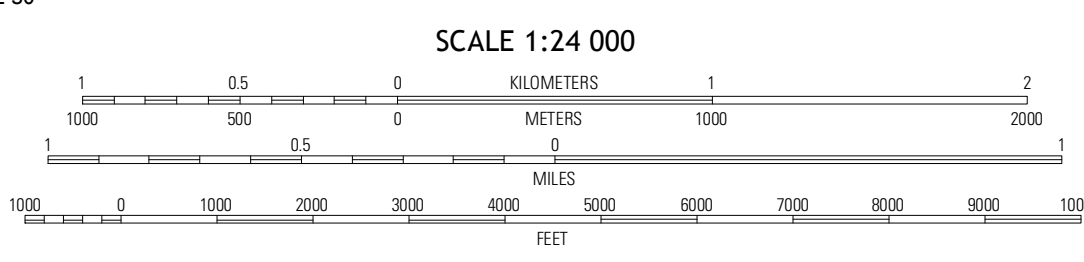 SCALE 1:24 000
1 0.5 0 KILOMETERS 1 2
1000 500 0 METERS 1000 2000
1 0.5 0 1
MILES
1000 0 1000 2000 3000 4000 5000 6000 7000 8000 9000 100
FEET